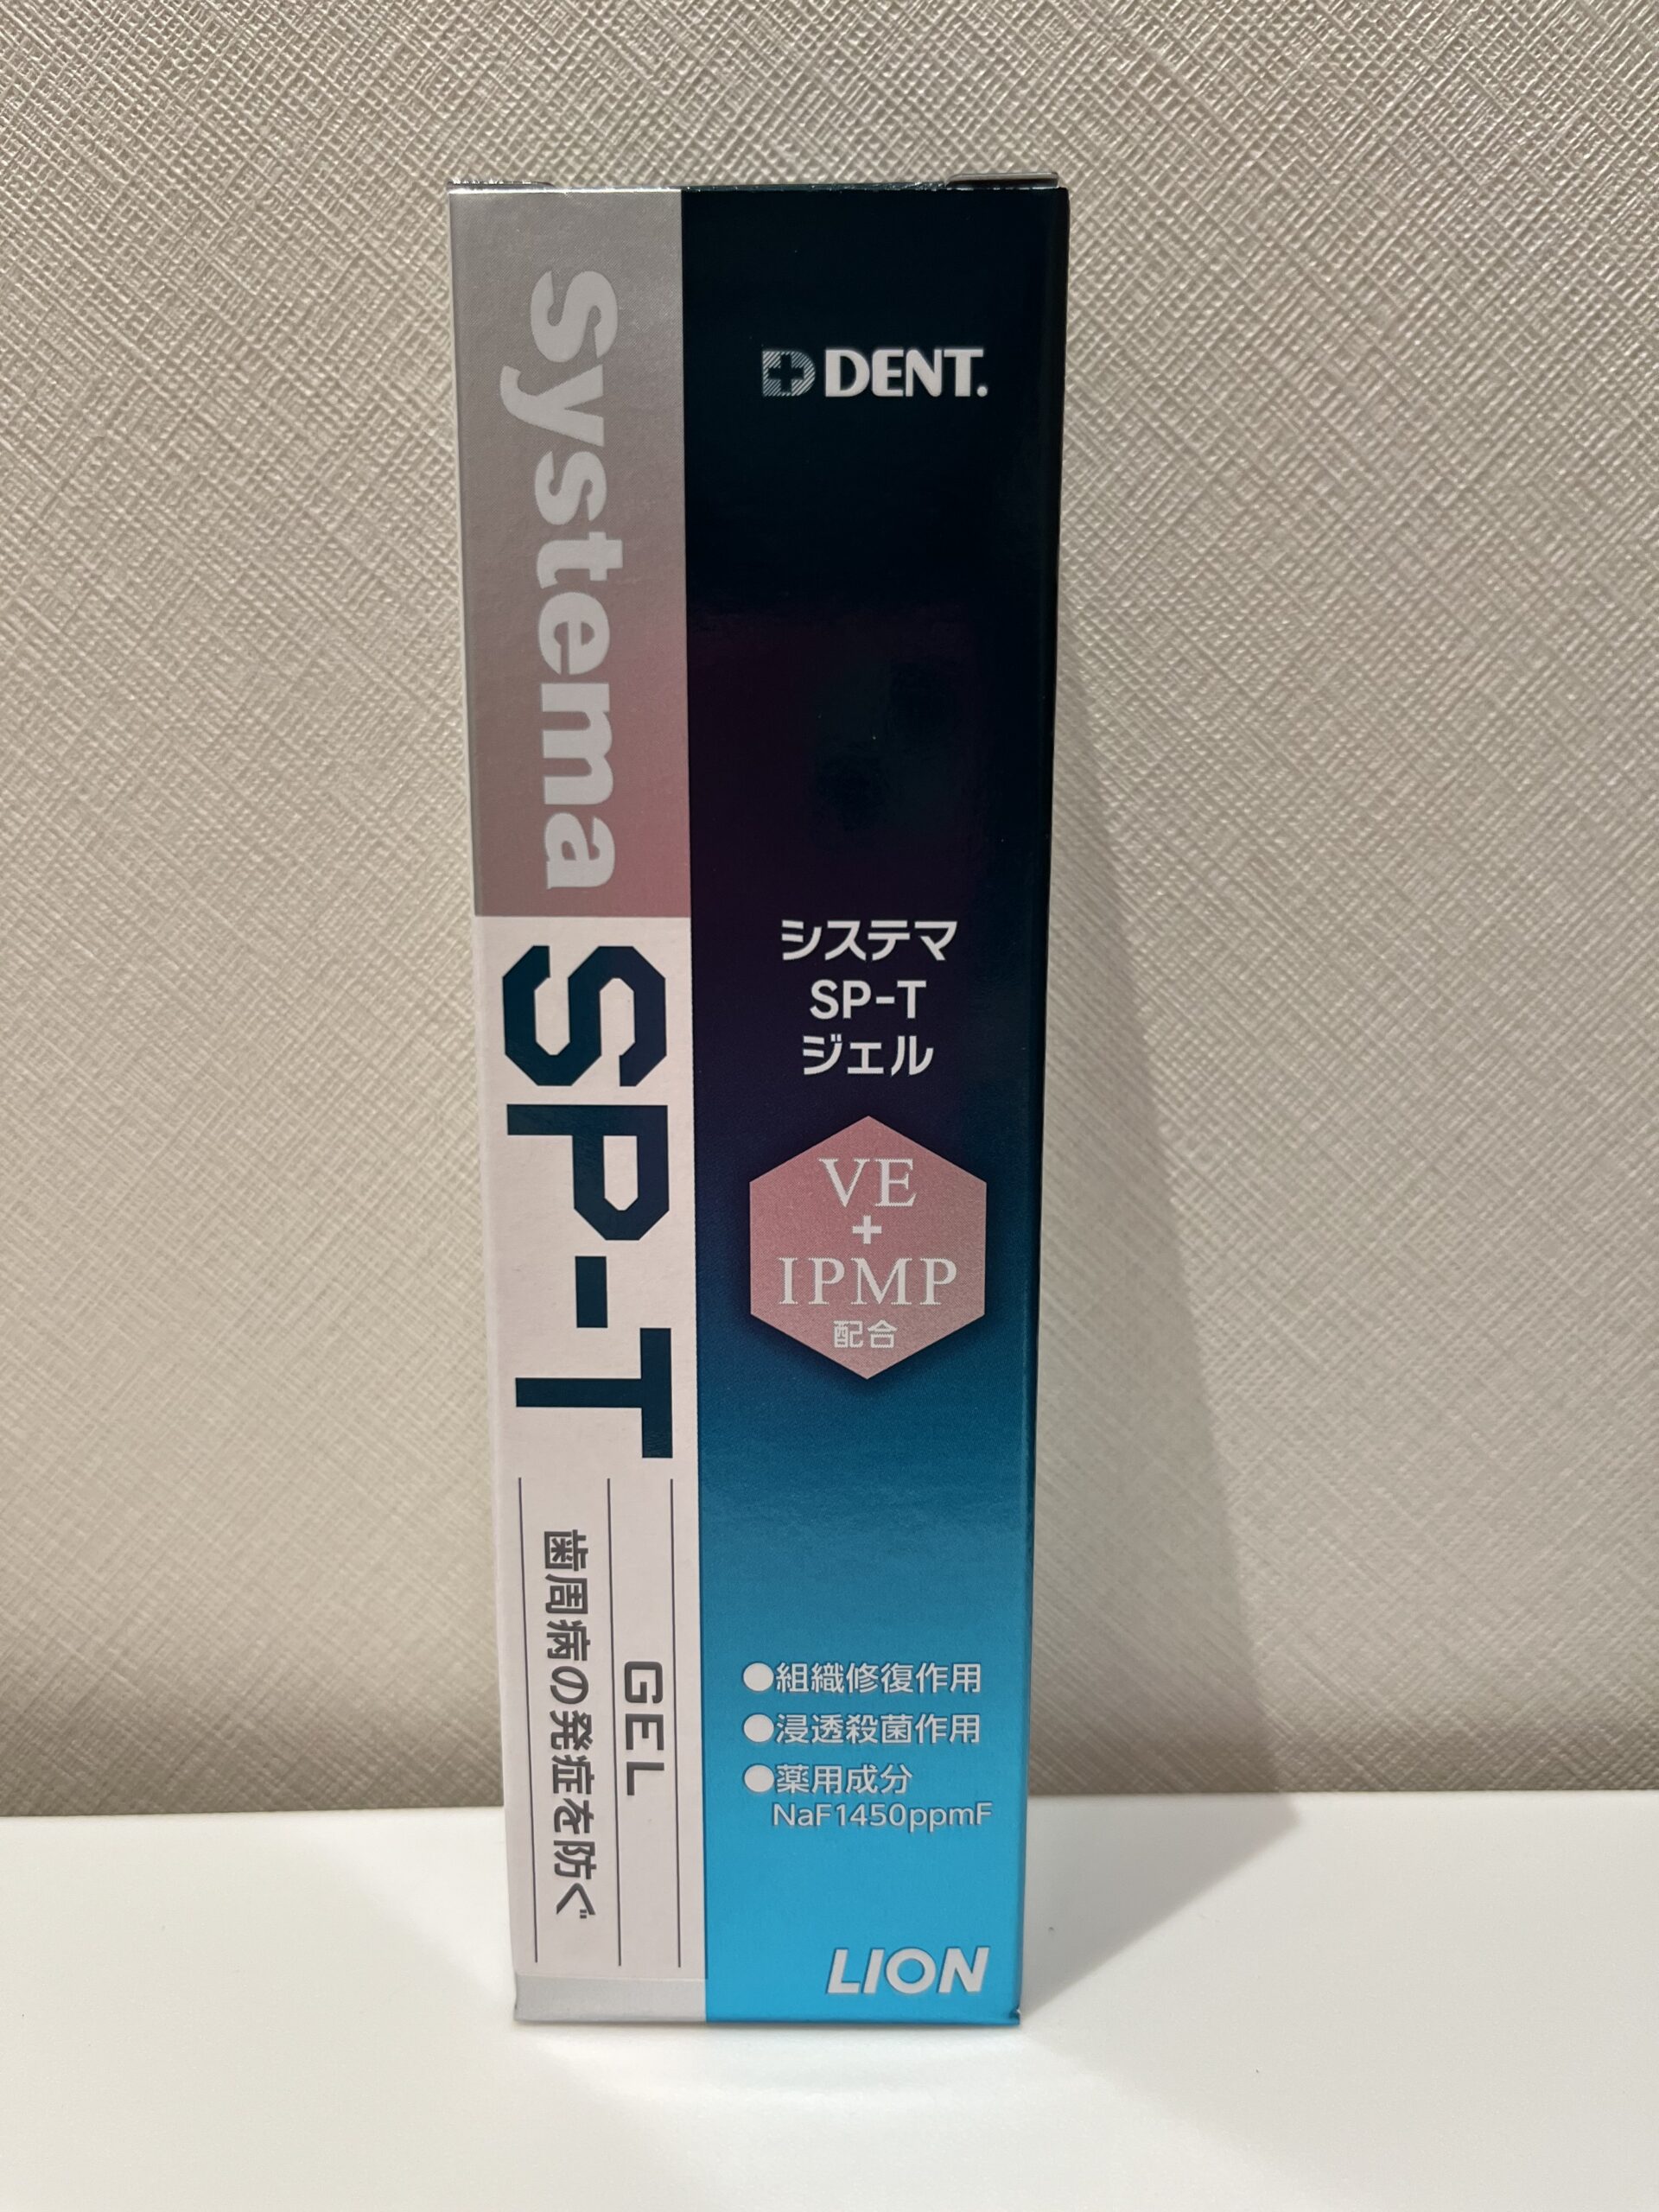 Systema
SP-T
GEL
歯周病の発症を防ぐ
DENT.
システマ
SP-T
ジェル
VE
+
IPMP
配合
●組織修復作用
●浸透殺菌作用
●薬用成分
NaF1450ppmF
LION